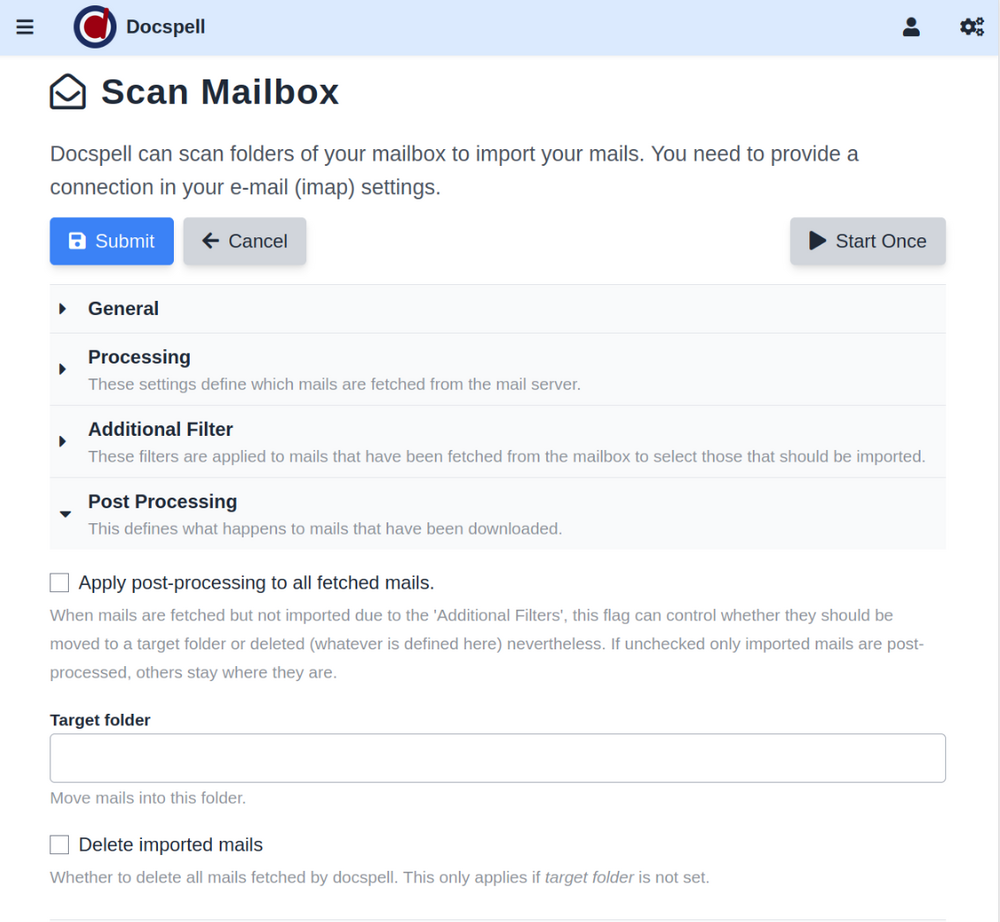 Docspell
Scan Mailbox
Docspell can scan folders of your mailbox to import your mails. You need to provide a
connection in your e-mail (imap) settings.
Submit
Cancel
Start Once
General
Processing
These settings define which mails are fetched from the mail server.
Additional Filter
These filters are applied to mails that have been fetched from the mailbox to select those that should be imported.
Post Processing
This defines what happens to mails that have been downloaded.
Apply post-processing to all fetched mails.
When mails are fetched but not imported due to the 'Additional Filters', this flag can control whether they should be
moved to a target folder or deleted (whatever is defined here) nevertheless. If unchecked only imported mails are post-
processed, others stay where they are.
Target folder
Move mails into this folder.
Delete imported mails
Whether to delete all mails fetched by docspell. This only applies if target folder is not set.